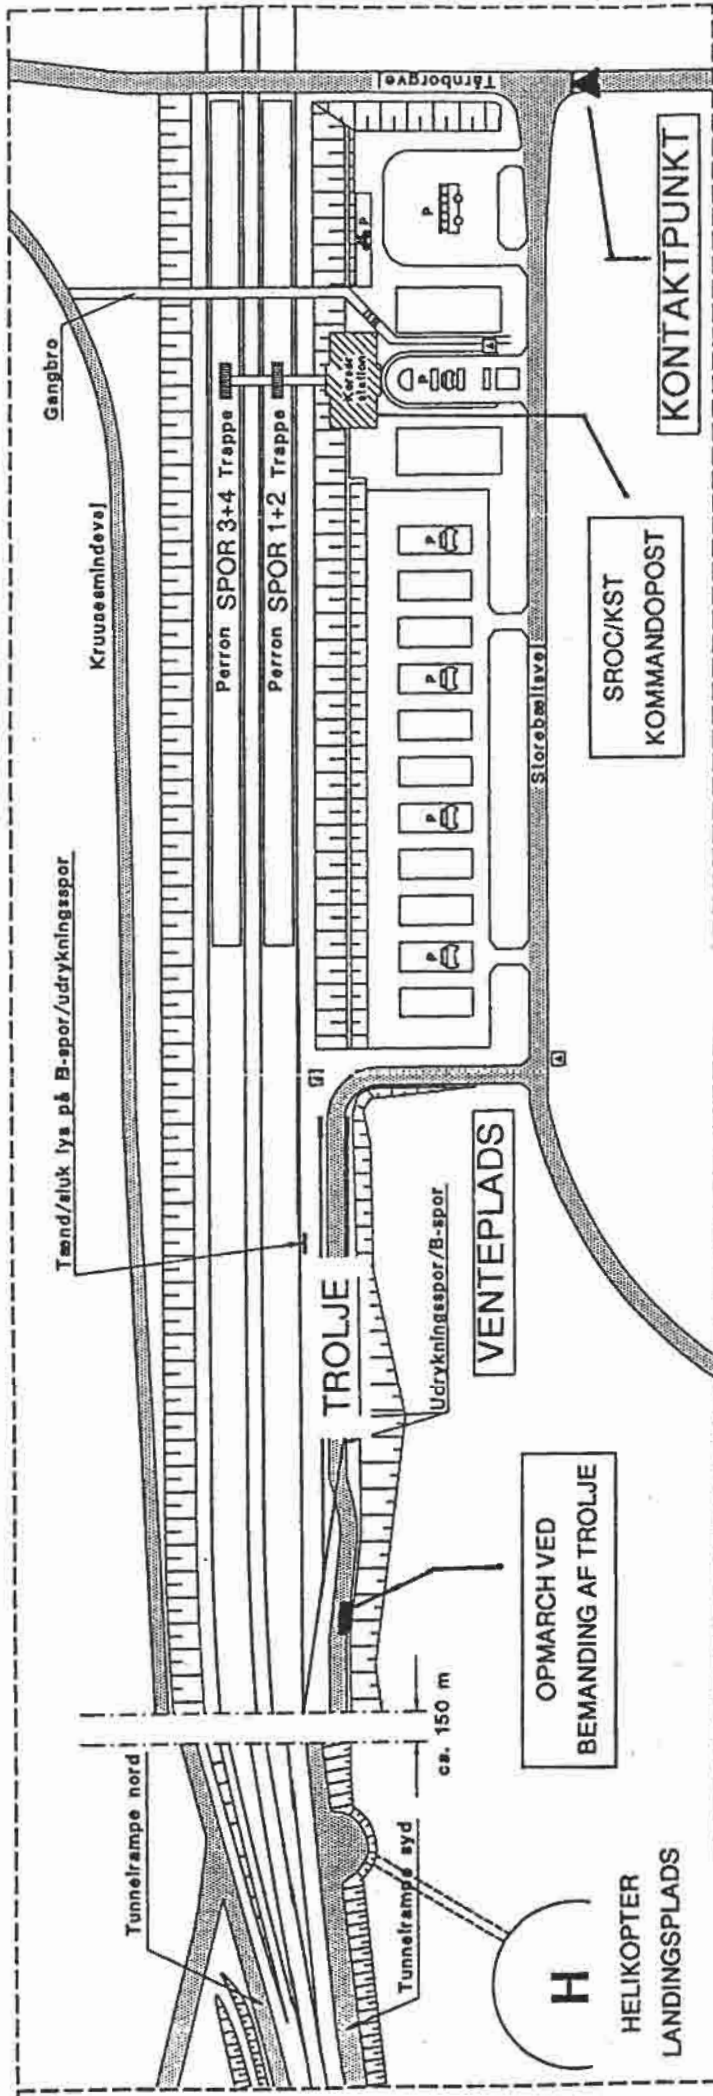 Tårnborgvej
KONTAKTPUNKT
P
P
Gangbro
Korsør
station
P
Kruusesmindevej
Perron SPOR 3+4 Trappe
Perron SPOR 1+2 Trappe
SROC/KST
KOMMANDOPOST
P
P
P
P
Storebæltsvej
Tænd/sluk lys på B-spor/udrykningsspor
TROLJE
Udrykningsspor/B-spor
VENTEPLADS
OPMARCH VED
BEMANDING AF TROLJE
ca. 150 m
Tunnelrampe nord
Tunnelrampe syd
H
HELIKOPTER
LANDINGSPLADS